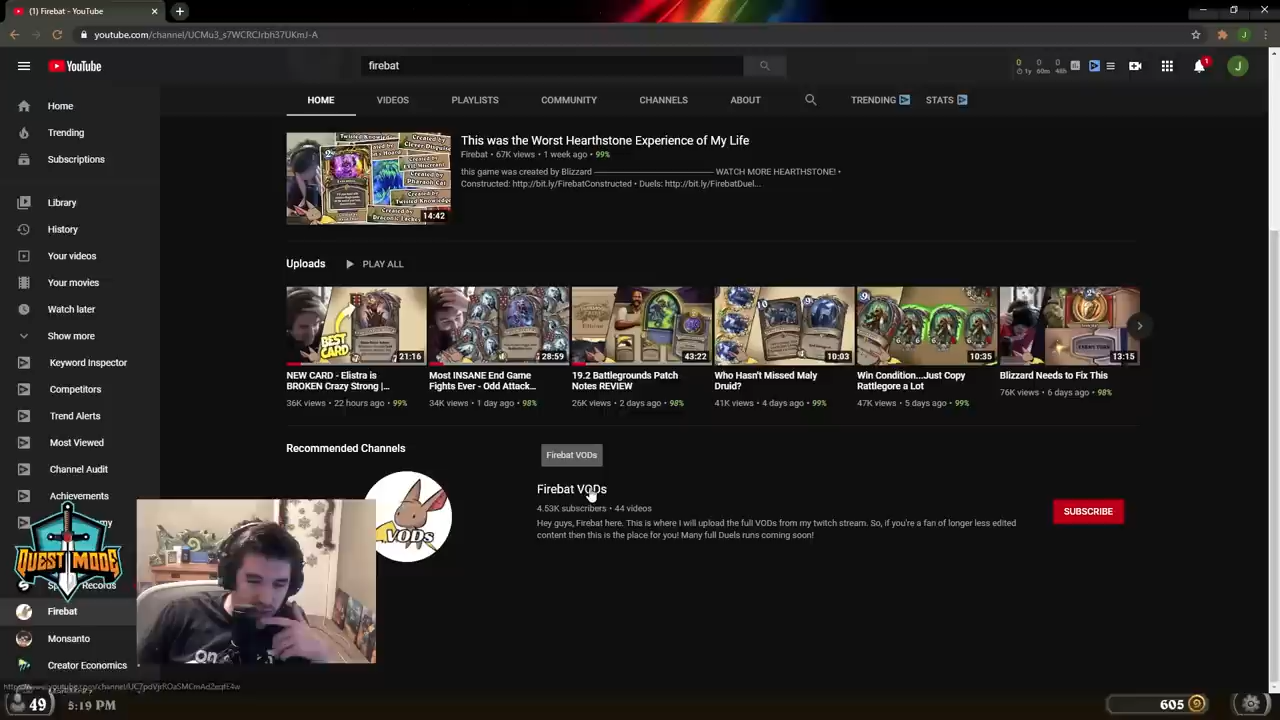 (1) Firebat - YouTube
youtube.com/channel/UCMu3_s7WCRCJrbh37UKmJ-A
YouTube
firebat
0 0 0
1y 60m 48h
1
J
HOME VIDEOS PLAYLISTS COMMUNITY CHANNELS ABOUT TRENDING STATS
Home
Trending
Subscriptions
Library
History
Your videos
Your movies
Watch later
Show more
Keyword Inspector
Competitors
Trend Alerts
Most Viewed
Channel Audit
Achievements
Records
Firebat
Monsanto
Creator Economics
This was the Worst Hearthstone Experience of My Life
Firebat • 67K views • 1 week ago • 99%
this game was created by Blizzard WATCH MORE HEARTHSTONE! •
Constructed: http://bit.ly/FirebatConstructed • Duels: http://bit.ly/FirebatDuel...
14:42
Uploads PLAY ALL
BEST CARD
21:16
28:59
43:22
10:03
10:35
13:15
NEW CARD - Elistra is
BROKEN Crazy Strong |...
36K views • 22 hours ago • 99%
Most INSANE End Game
Fights Ever - Odd Attack...
34K views • 1 day ago • 98%
19.2 Battlegrounds Patch
Notes REVIEW
26K views • 2 days ago • 98%
Who Hasn't Missed Maly
Druid?
41K views • 4 days ago • 99%
Win Condition...Just Copy
Rattlegore a Lot
47K views • 5 days ago • 99%
Blizzard Needs to Fix This
76K views • 6 days ago • 98%
Recommended Channels
Firebat VODs
Firebat VODs
4.53K subscribers • 44 videos
Hey guys, Firebat here. This is where I will upload the full VODs from my twitch stream. So, if you're a fan of longer less edited
content then this is the place for you! Many full Duels runs coming soon!
SUBSCRIBE
VODs
QUEST MODE
49 5:19 PM
605